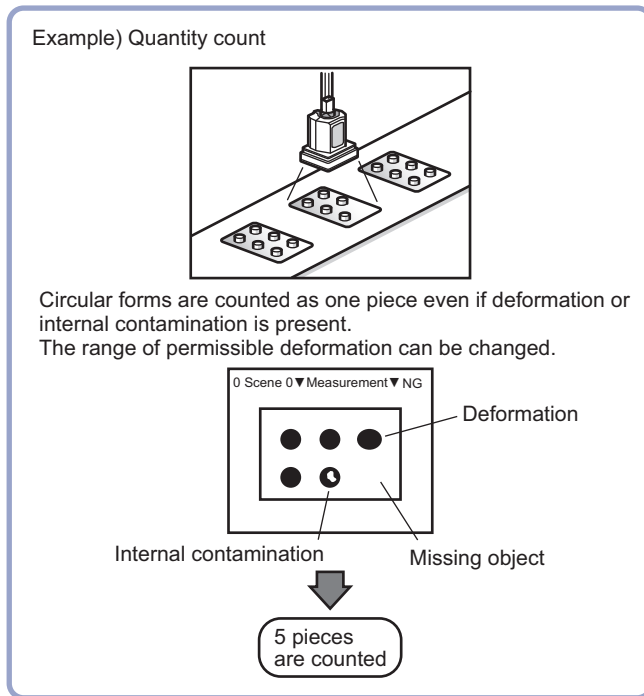 Example) Quantity count
Circular forms are counted as one piece even if deformation or
internal contamination is present.
The range of permissible deformation can be changed.
0 Scene 0▼Measurement▼ NG
Deformation
Internal contamination
Missing object
5 pieces
are counted